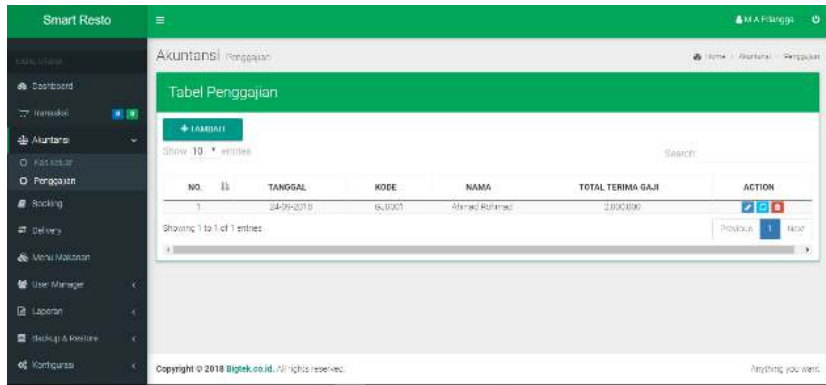 Smart Resto
M A Erlangga
Akuntansi Penggajian
Home Akuntansi Penggajian
Dashboard
Transaksi 0 0
Akuntansi
Kas Keluar
Penggajian
Booking
Delivery
Menu Makanan
User Manager
Laporan
Backup & Restore
Konfigurasi
Tabel Penggajian
+ TAMBAH
Show 10 entries
Search:
NO. TANGGAL KODE NAMA TOTAL TERIMA GAJI ACTION
1 24-09-2018 Ahmad Rohmad 2.000.000
Showing 1 to 1 of 1 entries
Previous 1 Next
Copyright © 2018 Bigtek.co.id. All rights reserved.
Anything you want